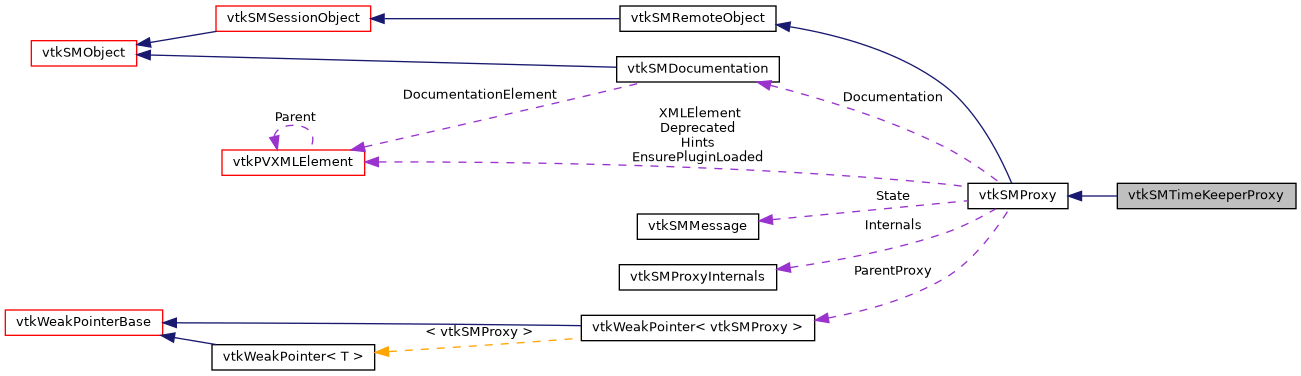 vtkSMSessionObject
vtkSMRemoteObject
vtkSMObject
vtkSMDocumentation
DocumentationElement
Documentation
Parent
XMLElement
Deprecated
Hints
EnsurePluginLoaded
vtkPVXMLElement
vtkSMProxy
vtkSMTimeKeeperProxy
State
vtkSMMessage
Internals
vtkSMProxyInternals
ParentProxy
vtkWeakPointerBase
vtkWeakPointer< vtkSMProxy >
< vtkSMProxy >
vtkWeakPointer< T >